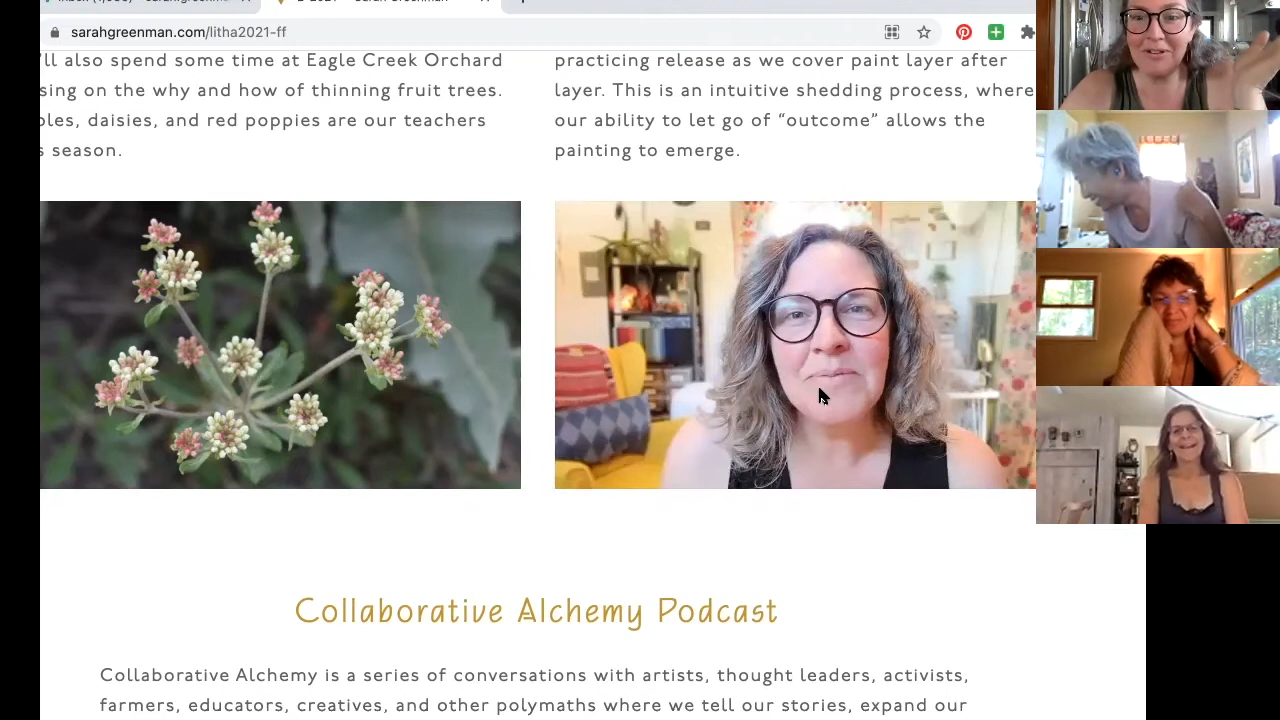 sarahgreenman.com/litha2021-ff
'll also spend some time at Eagle Creek Orchard
sing on the why and how of thinning fruit trees.
ples, daisies, and red poppies are our teachers
s season.
practicing release as we cover paint layer after
layer. This is an intuitive shedding process, where
our ability to let go of “outcome” allows the
painting to emerge.
Collaborative Alchemy Podcast
Collaborative Alchemy is a series of conversations with artists, thought leaders, activists,
farmers, educators, creatives, and other polymaths where we tell our stories, expand our